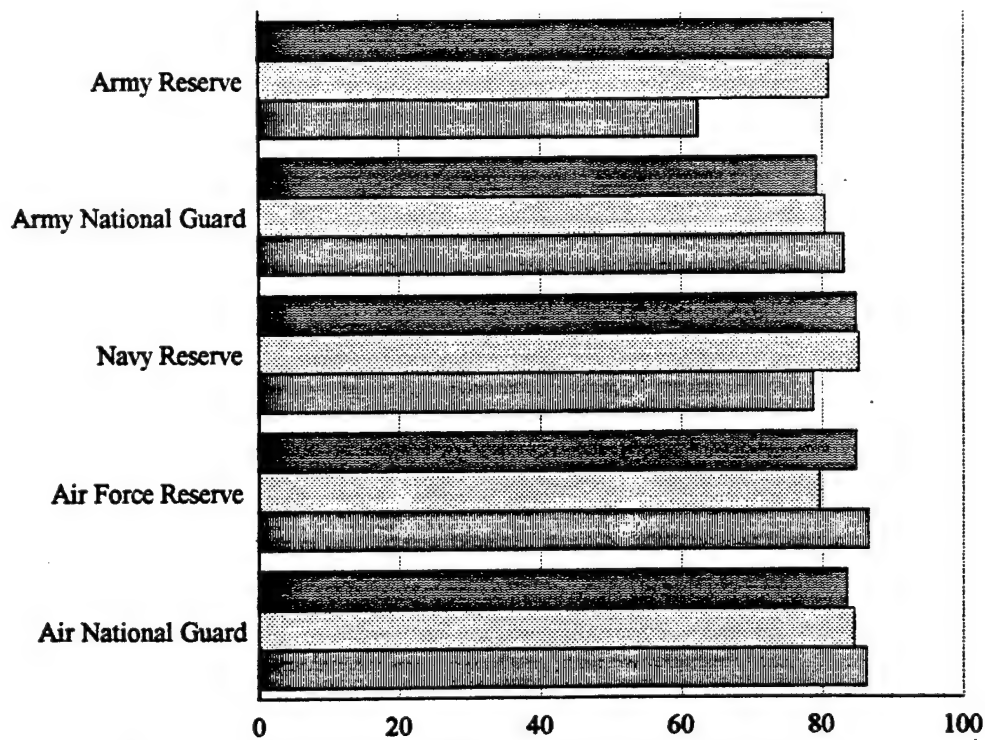 Army Reserve
Army National Guard
Navy Reserve
Air Force Reserve
Air National Guard
0 20 40 60 80 100